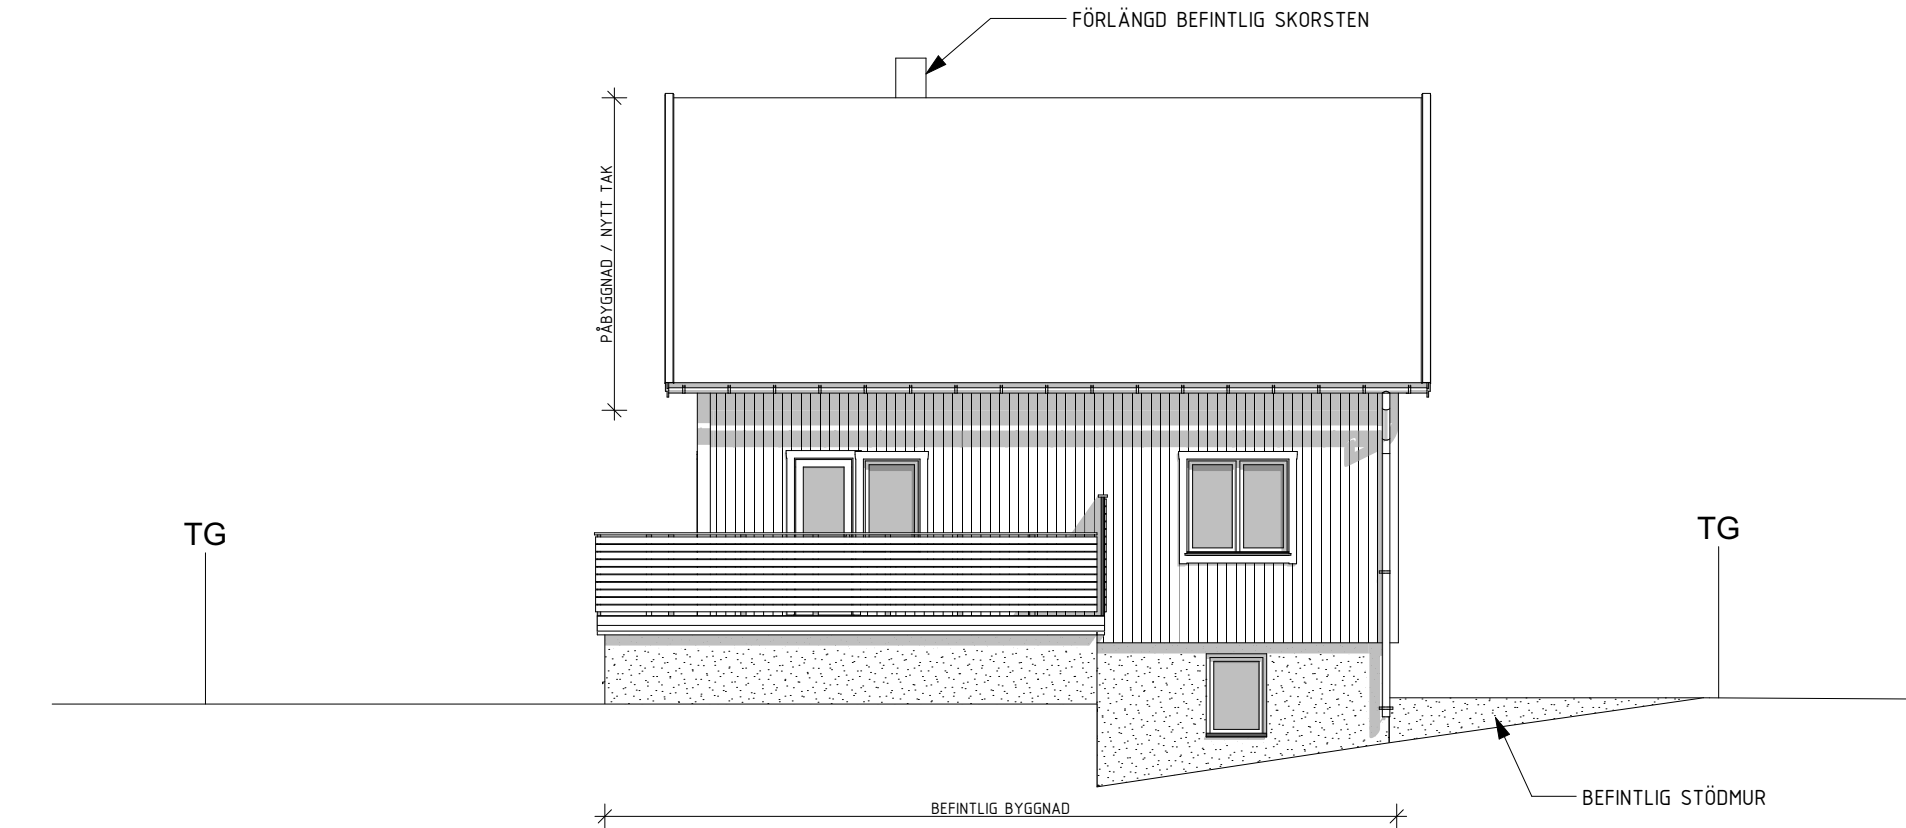 FÖRLÄNGD BEFINTLIG SKORSTEN
PÅBYGGNAD / NYTT TAK
TG
TG
BEFINTLIG STÖDMUR
BEFINTLIG BYGGNAD